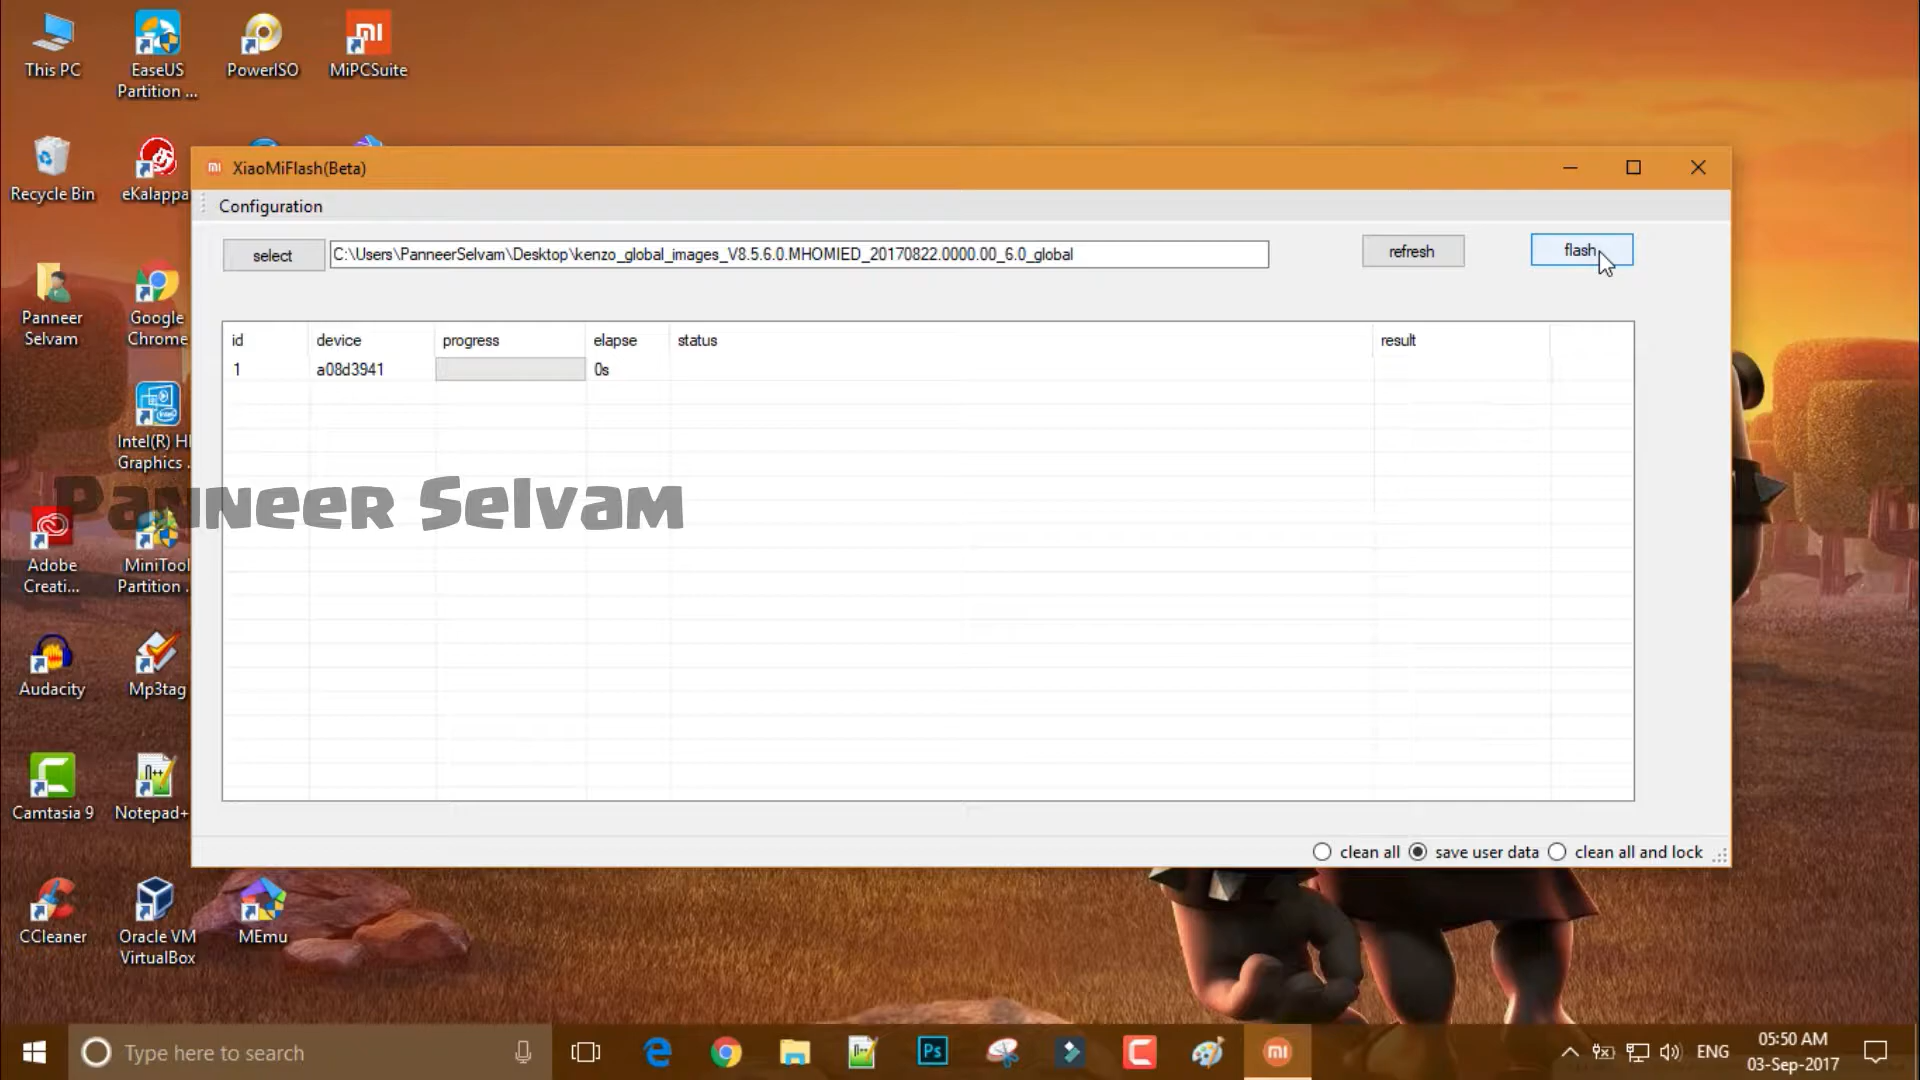 This PC
EaseUS
Partition ...
PowerISO
MiPCSuite
Recycle Bin
eKalappa
XiaoMiFlash(Beta)
Configuration
select
C:\Users\PanneerSelvam\Desktop\kenzo_global_images_V8.5.6.0.MHOMIED_20170822.0000.00_6.0_global
refresh
flash
id
device
progress
elapse
status
result
1
a08d3941
0s
Panneer
Selvam
Google
Chrome
Intel(R) HI
Graphics .
Panneer Selvam
Adobe
Creati...
MiniTool
Partition .
Audacity
Mp3tag
Camtasia 9
Notepad+
clean all
save user data
clean all and lock
CCleaner
Oracle VM
VirtualBox
MEmu
Type here to search
Ps
ENG
05:50 AM
03-Sep-2017